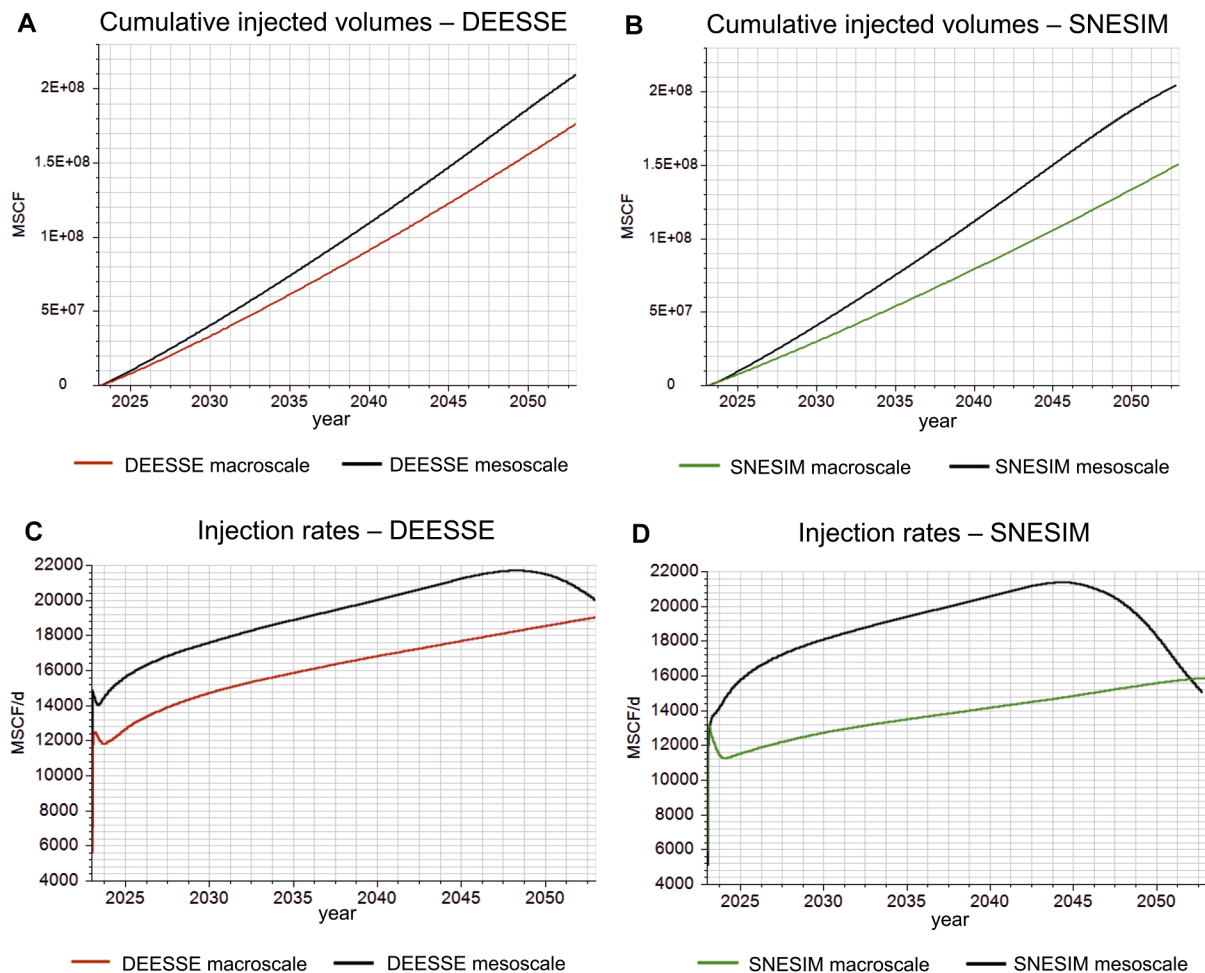 A
Cumulative injected volumes – DEESSE
2E+08
1.5E+08
1E+08
5E+07
0
MSCF
2025 2030 2035 2040 2045 2050
year
DEESSE macroscale DEESSE mesoscale
B
Cumulative injected volumes – SNESIM
2E+08
1.5E+08
1E+08
5E+07
0
MSCF
2025 2030 2035 2040 2045 2050
year
SNESIM macroscale SNESIM mesoscale
C
Injection rates – DEESSE
22000
20000
18000
16000
14000
12000
10000
8000
6000
4000
MSCF/d
2025 2030 2035 2040 2045 2050
year
DEESSE macroscale DEESSE mesoscale
D
Injection rates – SNESIM
22000
20000
18000
16000
14000
12000
10000
8000
6000
4000
MSCF/d
2025 2030 2035 2040 2045 2050
year
SNESIM macroscale SNESIM mesoscale